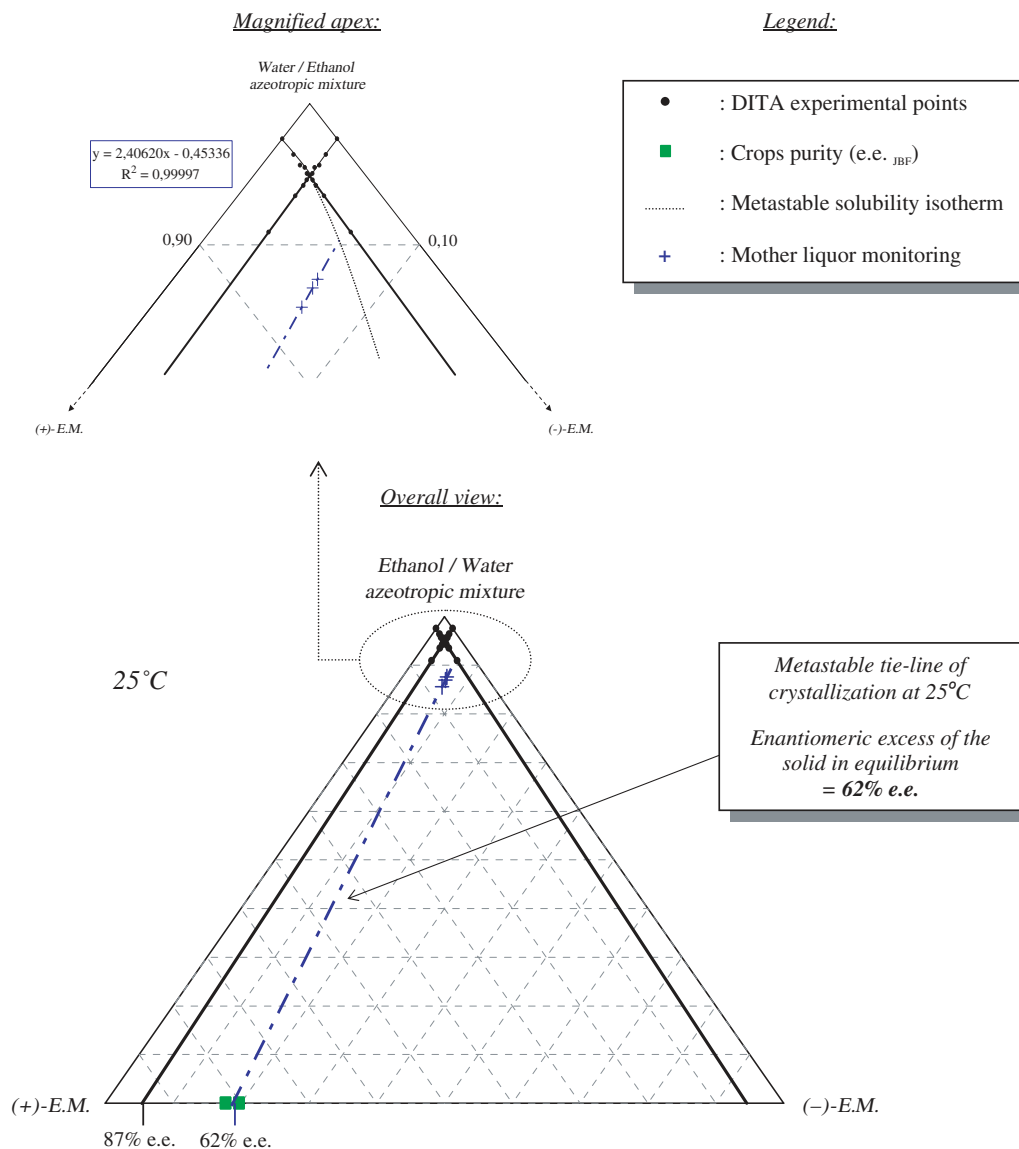 Magnified apex:
Legend:
Water / Ethanol
azeotropic mixture
y = 2,40620x - 0,45336
R² = 0,99997
0,90
0,10
(+)-E.M.
(-)-E.M.
: DITA experimental points
: Crops purity (e.e. JBF)
: Metastable solubility isotherm
: Mother liquor monitoring
Overall view:
Ethanol / Water
azeotropic mixture
25°C
Metastable tie-line of
crystallization at 25°C
Enantiomeric excess of the
solid in equilibrium
= 62% e.e.
(+)-E.M.
(–)-E.M.
87% e.e.
62% e.e.